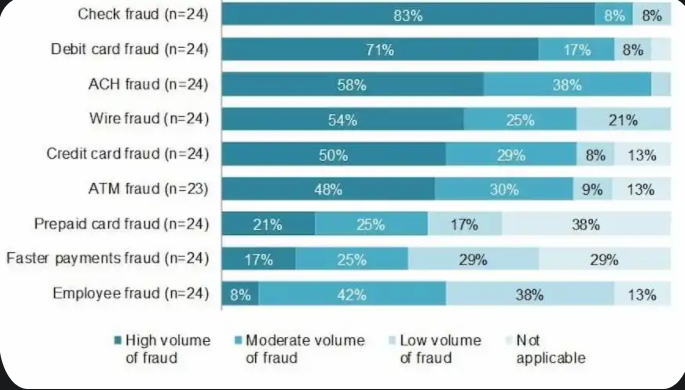 Check fraud (n=24) 83% 8% 8%
Debit card fraud (n=24) 71% 17% 8%
ACH fraud (n=24) 58% 38%
Wire fraud (n=24) 54% 25% 21%
Credit card fraud (n=24) 50% 29% 8% 13%
ATM fraud (n=23) 48% 30% 9% 13%
Prepaid card fraud (n=24) 21% 25% 17% 38%
Faster payments fraud (n=24) 17% 25% 29% 29%
Employee fraud (n=24) 8% 42% 38% 13%
High volume Moderate volume Low volume Not
of fraud of fraud of fraud applicable